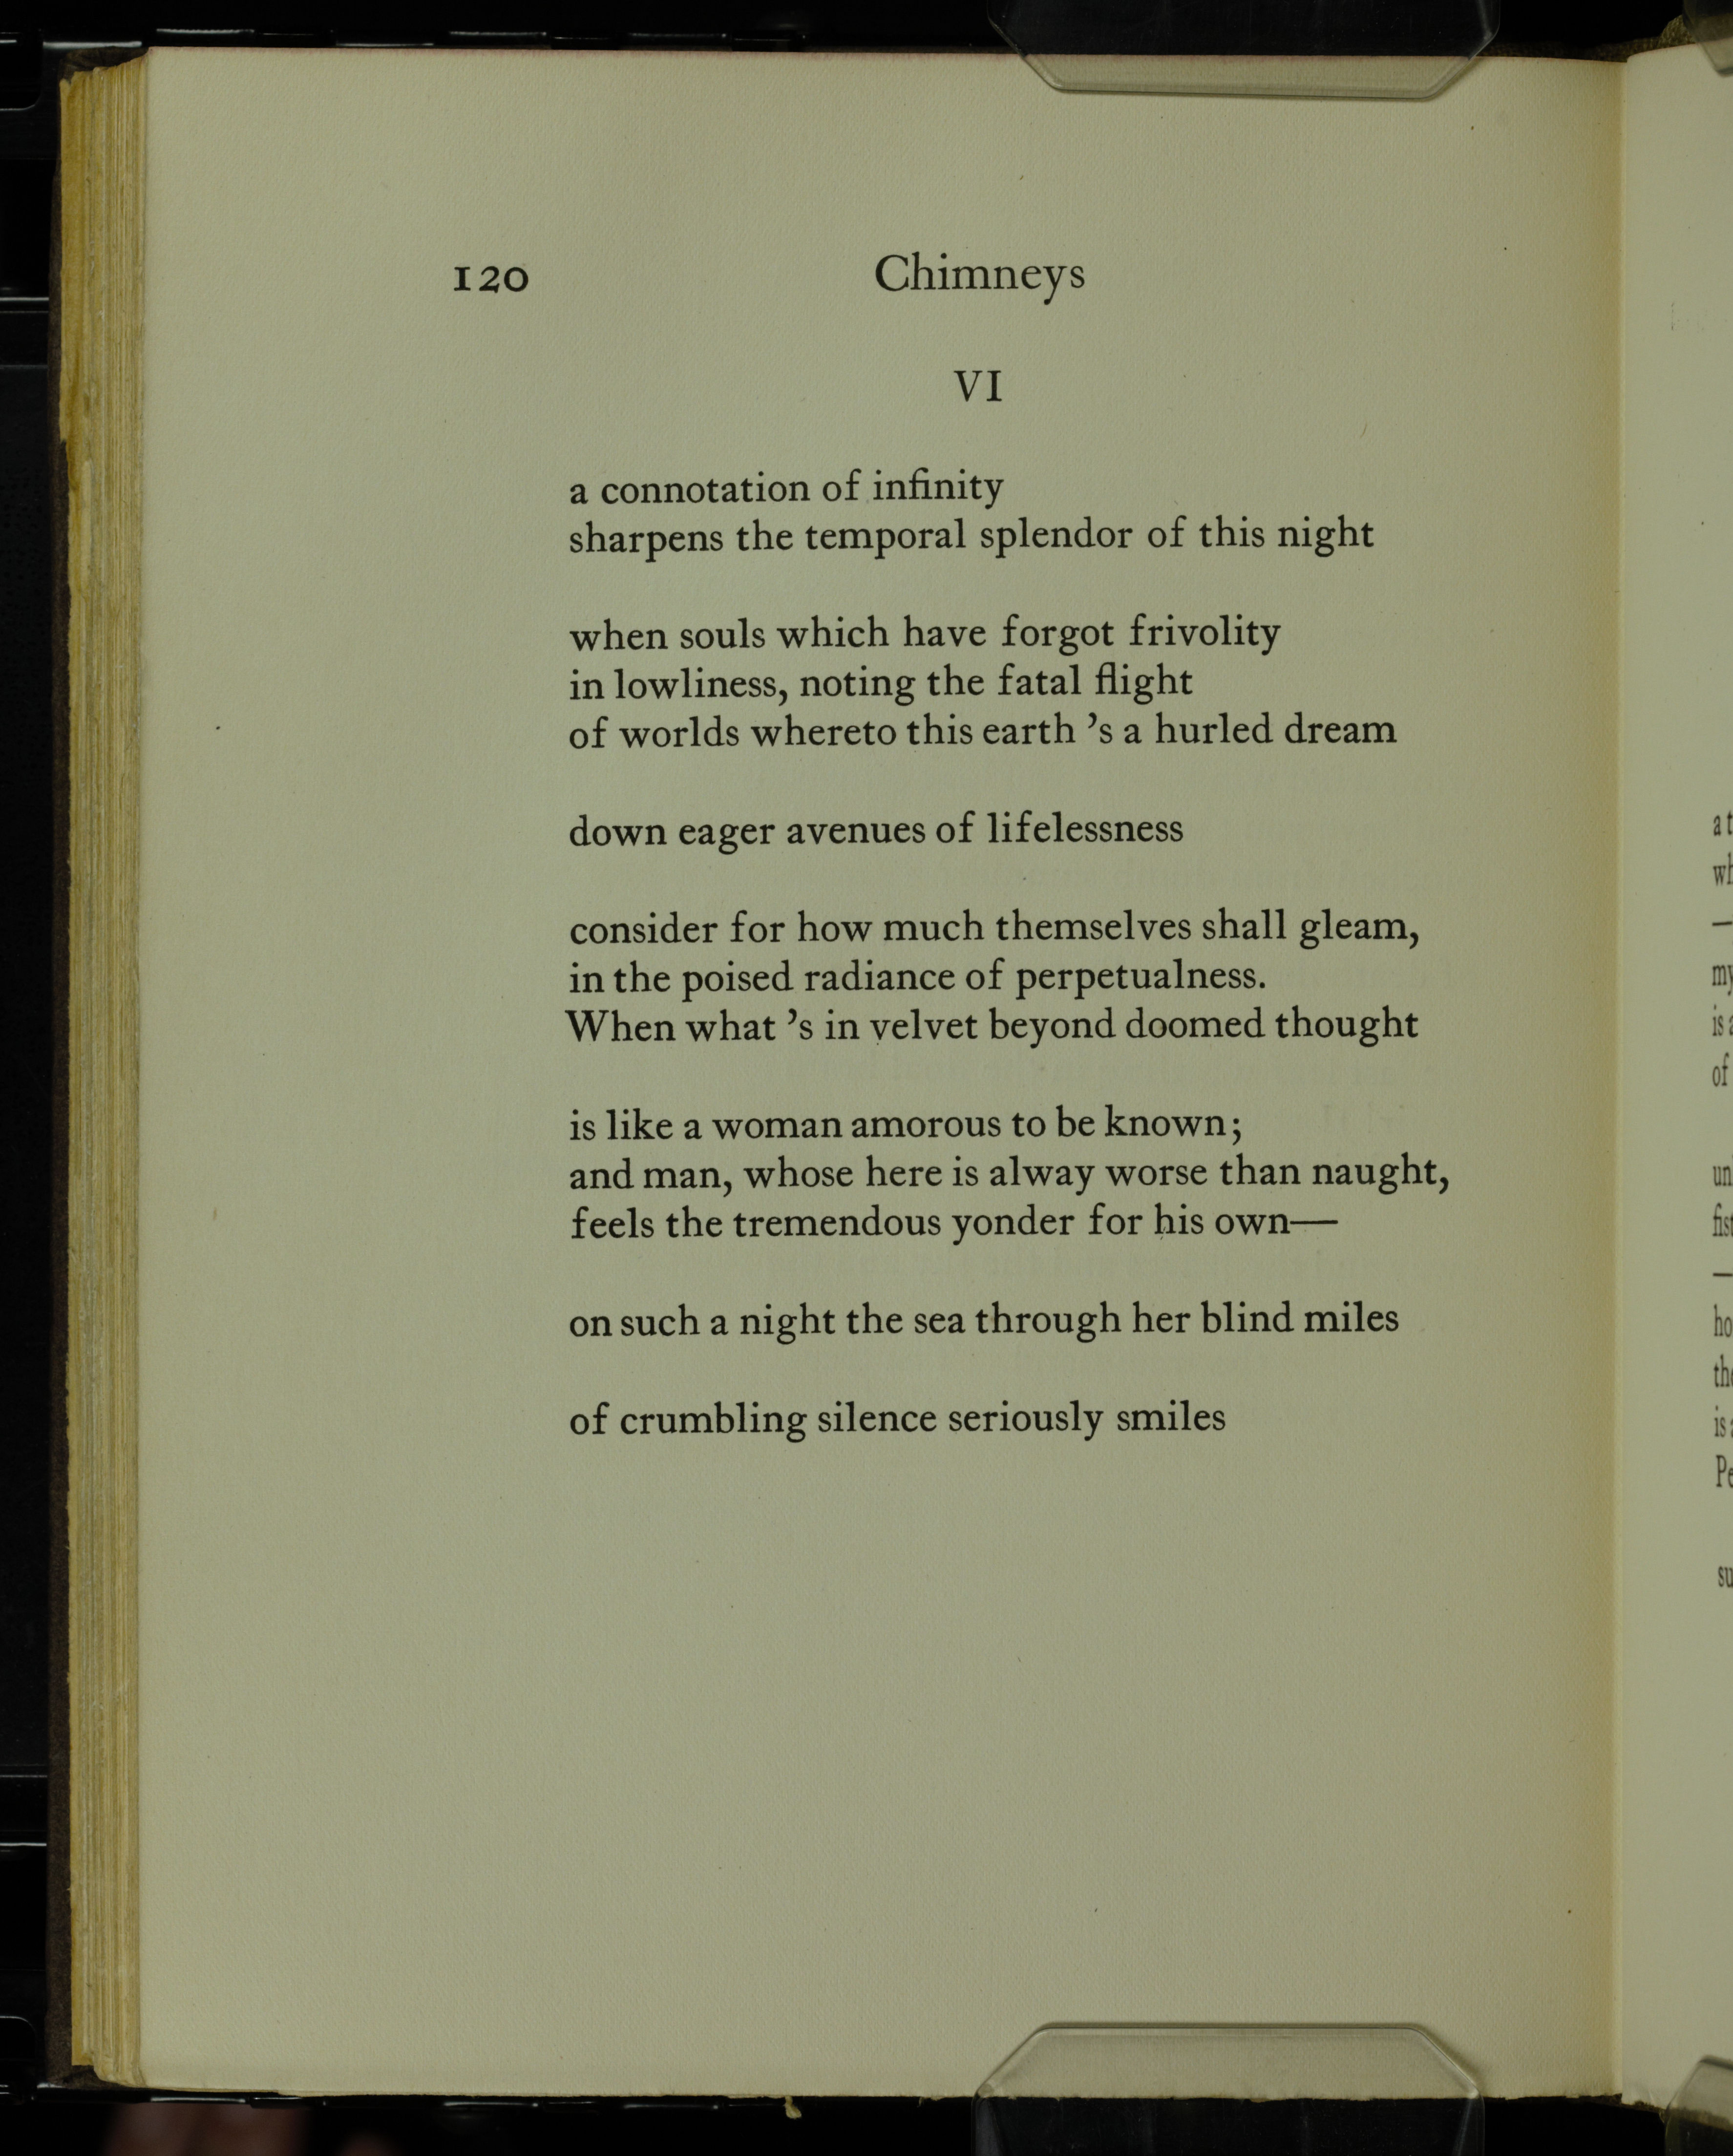 120 Chimneys
VI
a connotation of infinity
sharpens the temporal splendor of this night
when souls which have forgot frivolity
in lowliness, noting the fatal flight
of worlds whereto this earth ’s a hurled dream
down eager avenues of lifelessness
consider for how much themselves shall gleam,
in the poised radiance of perpetualness.
When what ’s in velvet beyond doomed thought
is like a woman amorous to be known;
and man, whose here is alway worse than naught,
feels the tremendous yonder for his own—
on such a night the sea through her blind miles
of crumbling silence seriously smiles